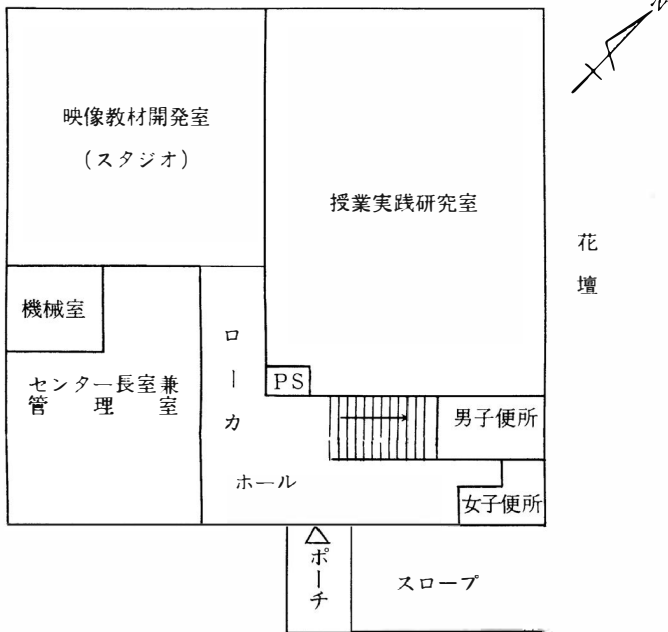 N
映像教材開発室
(スタジオ)
授業実践研究室
花壇
機械室
ローカ
センター長室兼
管理室
PS
男子便所
ホール
女子便所
ポーチ
スロープ